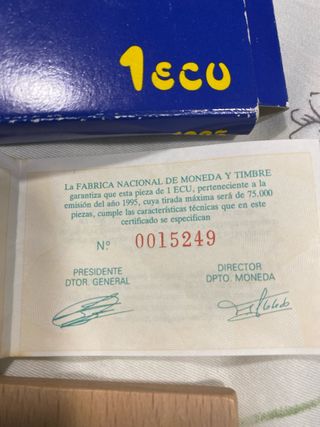 1 ECU
1995
La FABRICA NACIONAL DE MONEDA Y TIMBRE
garantiza que esta pieza de 1 ECU, perteneciente a la
emisión del año 1995, cuya tirada máxima será de 75.000
piezas, cumple las características técnicas que en este
certificado se especifican
Nº 0015249
PRESIDENTE
DTOR. GENERAL
DIRECTOR
DPTO. MONEDA